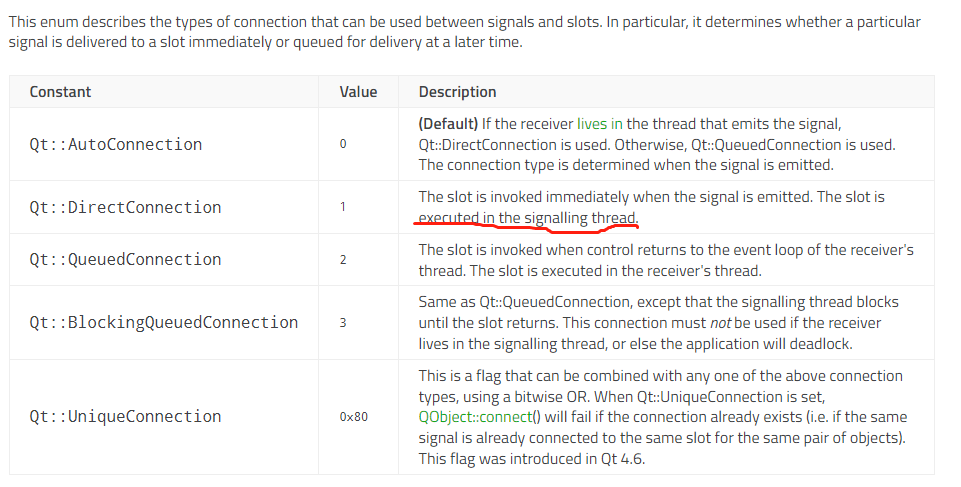 This enum describes the types of connection that can be used between signals and slots. In particular, it determines whether a particular
signal is delivered to a slot immediately or queued for delivery at a later time.
Constant Value Description
Qt::AutoConnection 0 (Default) If the receiver lives in the thread that emits the signal,
Qt::DirectConnection is used. Otherwise, Qt::QueuedConnection is used.
The connection type is determined when the signal is emitted.
Qt::DirectConnection 1 The slot is invoked immediately when the signal is emitted. The slot is
executed in the signalling thread.
Qt::QueuedConnection 2 The slot is invoked when control returns to the event loop of the receiver's
thread. The slot is executed in the receiver's thread.
Qt::BlockingQueuedConnection 3 Same as Qt::QueuedConnection, except that the signalling thread blocks
until the slot returns. This connection must not be used if the receiver
lives in the signalling thread, or else the application will deadlock.
Qt::UniqueConnection 0x80 This is a flag that can be combined with any one of the above connection
types, using a bitwise OR. When Qt::UniqueConnection is set,
QObject::connect() will fail if the connection already exists (i.e. if the same
signal is already connected to the same slot for the same pair of objects).
This flag was introduced in Qt 4.6.